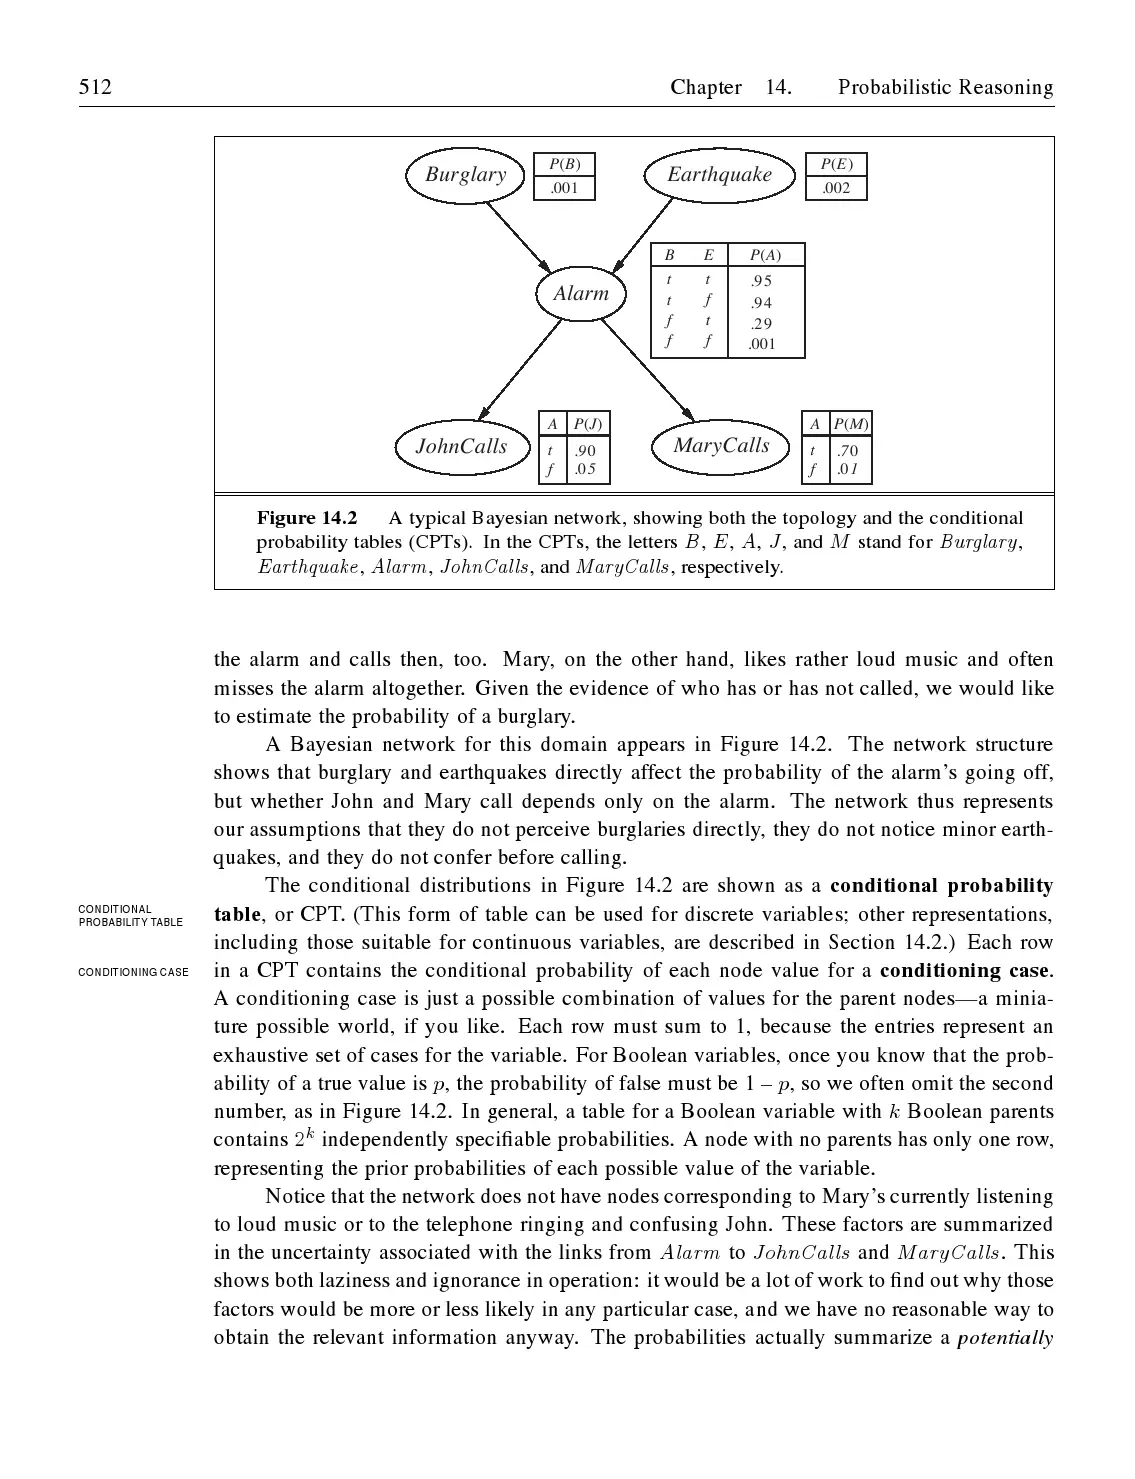 512 Chapter 14. Probabilistic Reasoning
Burglary
P(B)
.001
Earthquake
P(E)
.002
Alarm
B E P(A)
t t .95
t f .94
f t .29
f f .001
JohnCalls
A P(J)
t .90
f .05
MaryCalls
A P(M)
t .70
f .01
Figure 14.2 A typical Bayesian network, showing both the topology and the conditional
probability tables (CPTs). In the CPTs, the letters B, E, A, J, and M stand for Burglary,
Earthquake, Alarm, JohnCalls, and MaryCalls, respectively.
the alarm and calls then, too. Mary, on the other hand, likes rather loud music and often
misses the alarm altogether. Given the evidence of who has or has not called, we would like
to estimate the probability of a burglary.
A Bayesian network for this domain appears in Figure 14.2. The network structure
shows that burglary and earthquakes directly affect the probability of the alarm's going off,
but whether John and Mary call depends only on the alarm. The network thus represents
our assumptions that they do not perceive burglaries directly, they do not notice minor earth-
quakes, and they do not confer before calling.
The conditional distributions in Figure 14.2 are shown as a conditional probability
CONDITIONAL
PROBABILITY TABLE
table, or CPT. (This form of table can be used for discrete variables; other representations,
including those suitable for continuous variables, are described in Section 14.2.) Each row
CONDITIONING CASE
in a CPT contains the conditional probability of each node value for a conditioning case.
A conditioning case is just a possible combination of values for the parent nodes—a minia-
ture possible world, if you like. Each row must sum to 1, because the entries represent an
exhaustive set of cases for the variable. For Boolean variables, once you know that the prob-
ability of a true value is p, the probability of false must be 1 – p, so we often omit the second
number, as in Figure 14.2. In general, a table for a Boolean variable with k Boolean parents
contains 2^k independently specifiable probabilities. A node with no parents has only one row,
representing the prior probabilities of each possible value of the variable.
Notice that the network does not have nodes corresponding to Mary's currently listening
to loud music or to the telephone ringing and confusing John. These factors are summarized
in the uncertainty associated with the links from Alarm to JohnCalls and MaryCalls. This
shows both laziness and ignorance in operation: it would be a lot of work to find out why those
factors would be more or less likely in any particular case, and we have no reasonable way to
obtain the relevant information anyway. The probabilities actually summarize a potentially